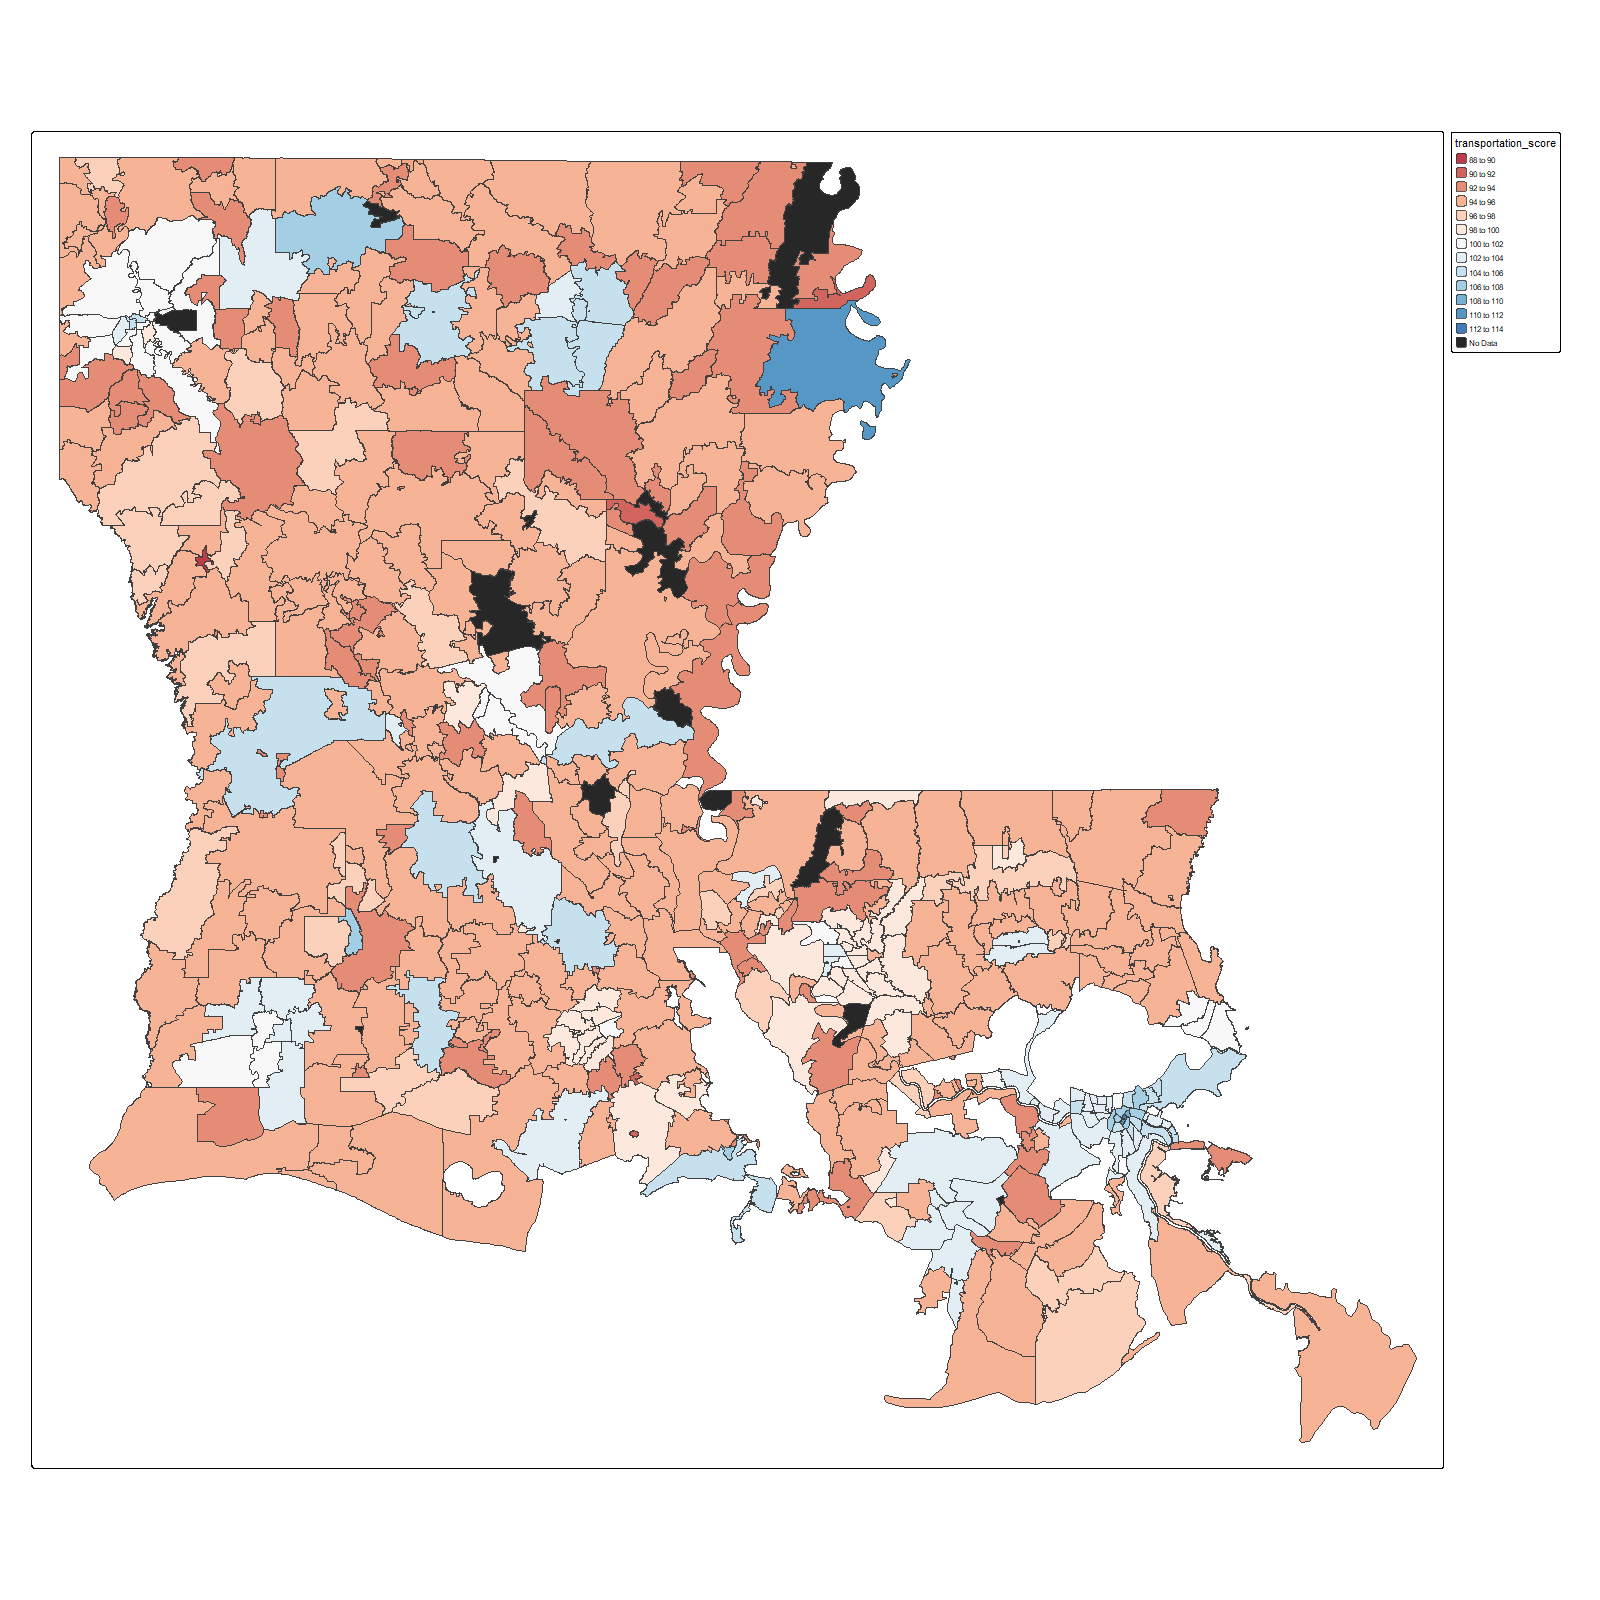 transportation_score
88 to 90
90 to 92
92 to 94
94 to 96
96 to 98
98 to 100
100 to 102
102 to 104
104 to 106
106 to 108
108 to 110
110 to 112
112 to 114
No Data